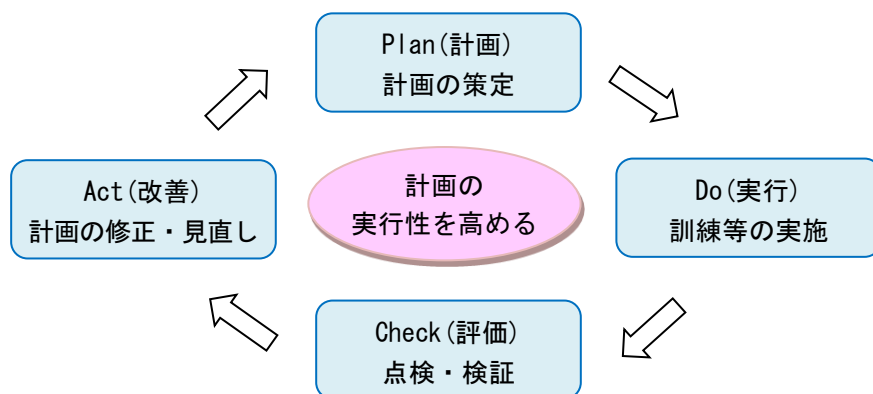 Plan(計画)
計画の策定
Act(改善)
計画の修正・見直し
計画の
実行性を高める
Do(実行)
訓練等の実施
Check(評価)
点検・検証